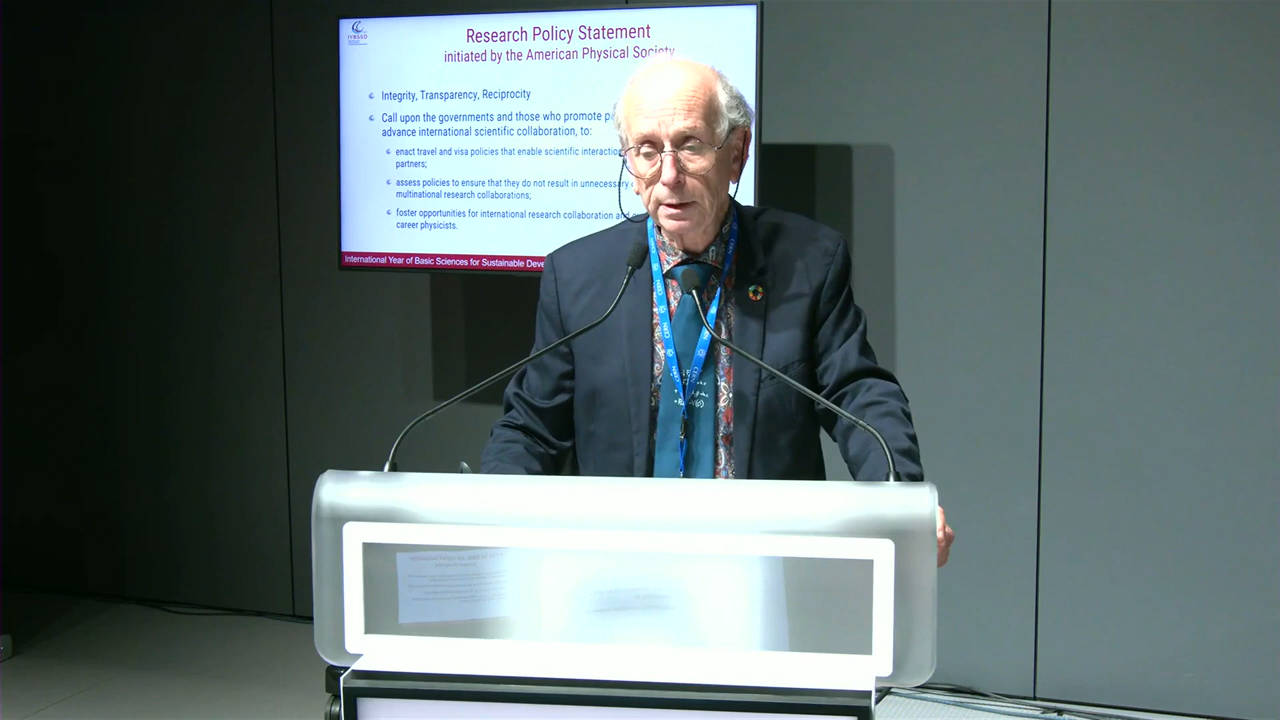 IYBSSD
Research Policy Statement
initiated by the American Physical Society
Integrity, Transparency, Reciprocity
Call upon the governments and those who promote
advance international scientific collaboration, to:
enact travel and visa policies that enable scientific
partners;
assess policies to ensure that they do not result in unnecessary
multinational research collaborations;
foster opportunities for international research collaboration and
career physicists.
International Year of Basic Sciences for Sustainable
CERN
CERN
CERN